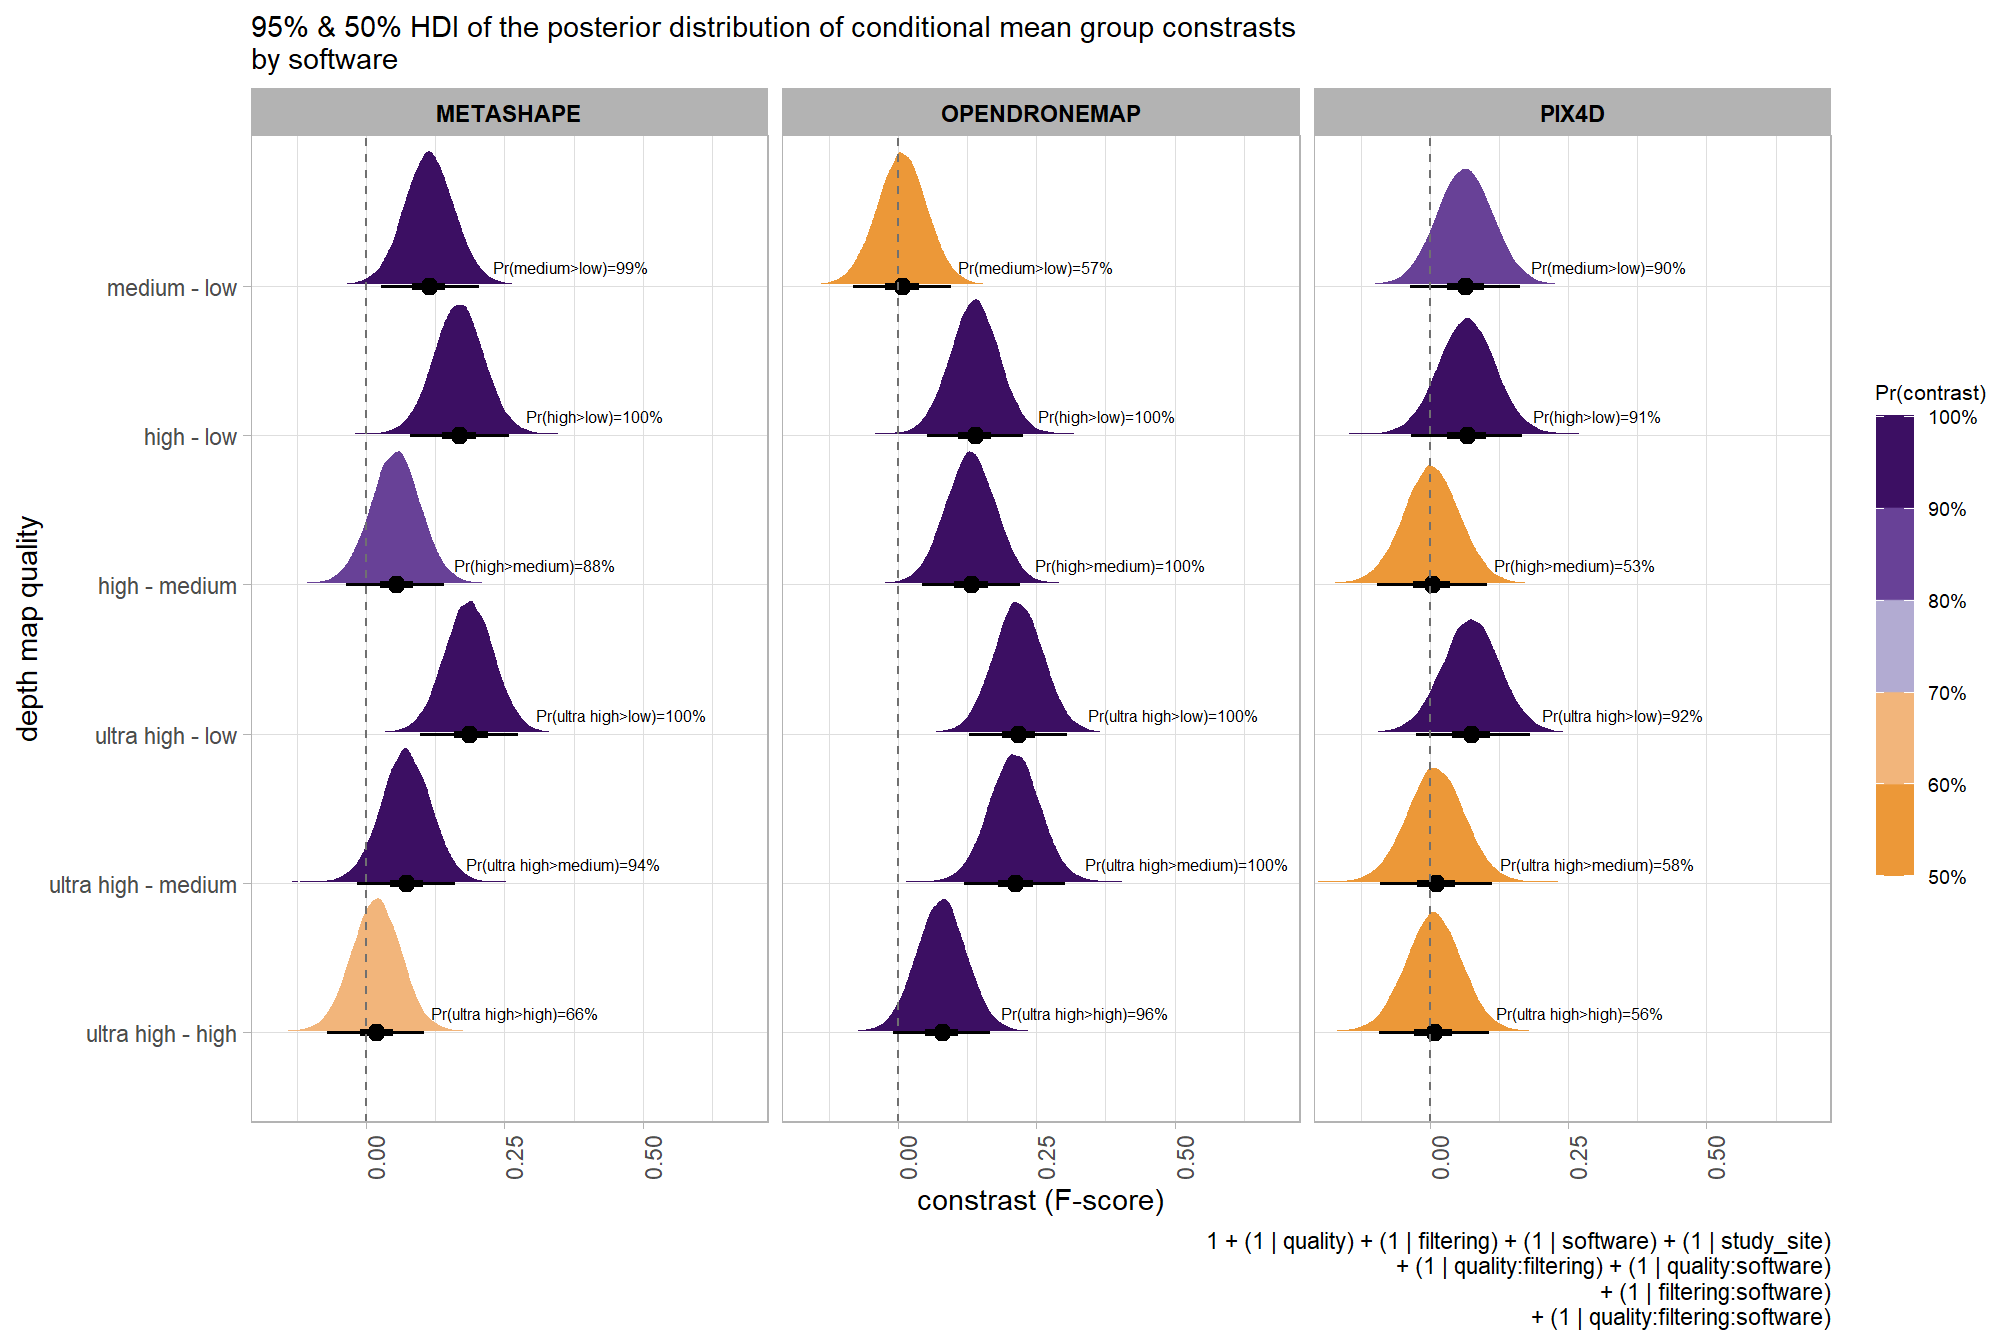 95% & 50% HDI of the posterior distribution of conditional mean group constrasts
by software
METASHAPE
OPENDRONEMAP
PIX4D
depth map quality
medium - low
Pr(medium>low)=99%
Pr(medium>low)=57%
Pr(medium>low)=90%
high - low
Pr(high>low)=100%
Pr(high>low)=100%
Pr(high>low)=91%
high - medium
Pr(high>medium)=88%
Pr(high>medium)=100%
Pr(high>medium)=53%
ultra high - low
Pr(ultra high>low)=100%
Pr(ultra high>low)=100%
Pr(ultra high>low)=92%
ultra high - medium
Pr(ultra high>medium)=94%
Pr(ultra high>medium)=100%
Pr(ultra high>medium)=58%
ultra high - high
Pr(ultra high>high)=66%
Pr(ultra high>high)=96%
Pr(ultra high>high)=56%
0.00
0.25
0.50
0.00
0.25
0.50
0.00
0.25
0.50
constrast (F-score)
Pr(contrast)
100%
90%
80%
70%
60%
50%
1 + (1 | quality) + (1 | filtering) + (1 | software) + (1 | study_site)
+ (1 | quality:filtering) + (1 | quality:software)
+ (1 | filtering:software)
+ (1 | quality:filtering:software)